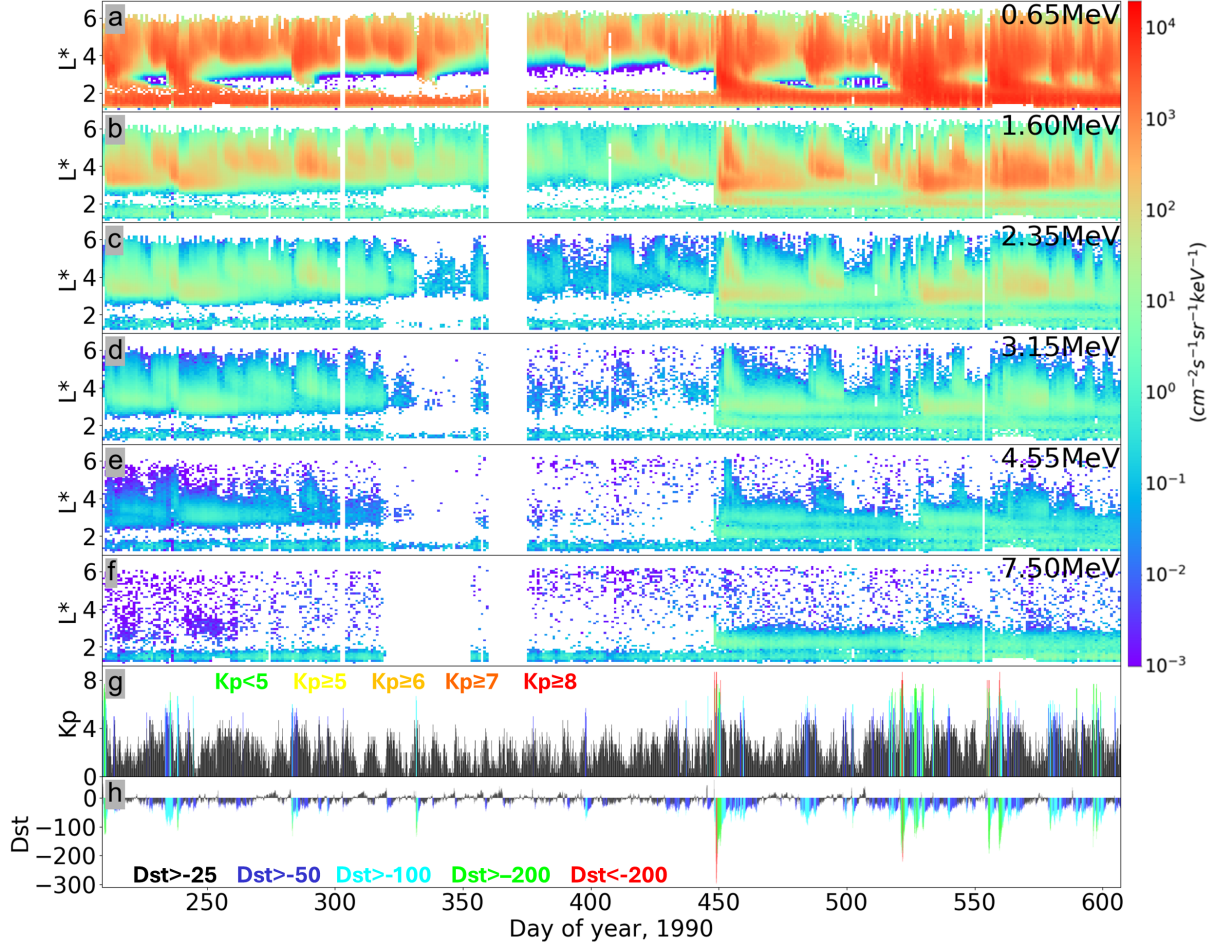 a
0.65MeV
6
4
2
L*
b
1.60MeV
6
4
2
L*
c
2.35MeV
6
4
2
L*
d
3.15MeV
6
4
2
L*
e
4.55MeV
6
4
2
L*
f
7.50MeV
6
4
2
L*
10⁴
10³
10²
10¹
10⁰
10⁻¹
10⁻²
10⁻³
(cm⁻²s⁻¹sr⁻¹keV⁻¹)
g
Kp<5 Kp≥5 Kp≥6 Kp≥7 Kp≥8
8
4
0
Kp
h
0
−100
−200
−300
Dst
Dst>-25 Dst>-50 Dst>-100 Dst>–200 Dst<-200
250 300 350 400 450 500 550 600
Day of year, 1990